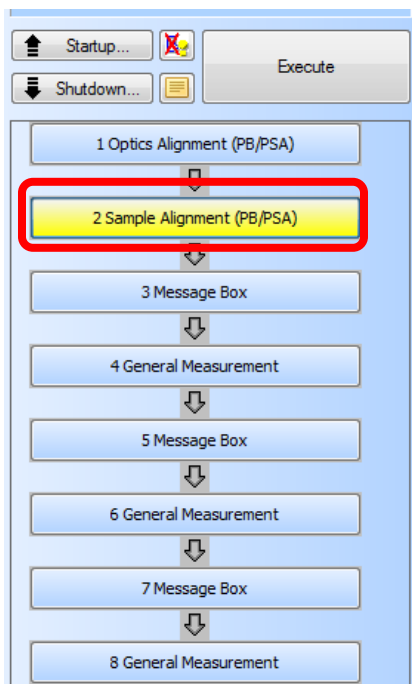 Startup...
Execute
Shutdown...
1 Optics Alignment (PB/PSA)
2 Sample Alignment (PB/PSA)
3 Message Box
4 General Measurement
5 Message Box
6 General Measurement
7 Message Box
8 General Measurement